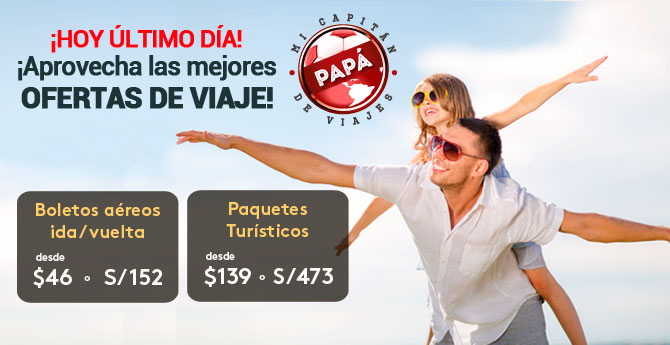 ¡HOY ÚLTIMO DÍA!
¡Aprovecha las mejores
OFERTAS DE VIAJE!
MI CAPITÁN
PAPÁ
DE VIAJES
Boletos aéreos
ida/vuelta
desde
$46 o S/152
Paquetes
Turísticos
desde
$139 o S/473